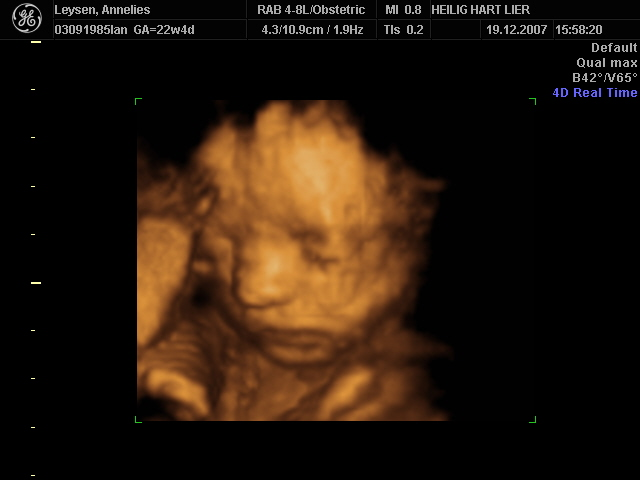 GE
Leysen, Annelies RAB 4-8L/Obstetric MI 0.8 HEILIG HART LIER
03091985lan GA=22w4d 4.3/10.9cm / 1.9Hz TIs 0.2 19.12.2007 15:58:20
Default
Qual max
B42°/V65°
4D Real Time